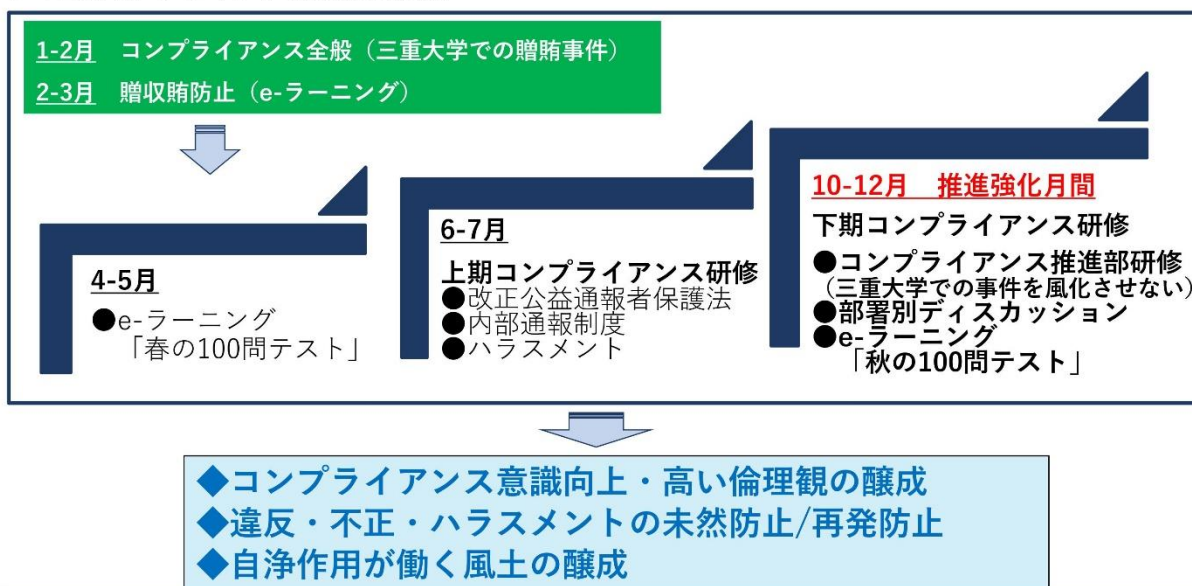 1-2月 コンプライアンス全般（三重大学での贈賄事件）
2-3月 贈収賄防止（e-ラーニング）
4-5月
●e-ラーニング
「春の100問テスト」
6-7月
上期コンプライアンス研修
●改正公益通報者保護法
●内部通報制度
●ハラスメント
10-12月 推進強化月間
下期コンプライアンス研修
●コンプライアンス推進部研修
（三重大学での事件を風化させない）
●部署別ディスカッション
●e-ラーニング
「秋の100問テスト」
◆コンプライアンス意識向上・高い倫理観の醸成
◆違反・不正・ハラスメントの未然防止/再発防止
◆自浄作用が働く風土の醸成